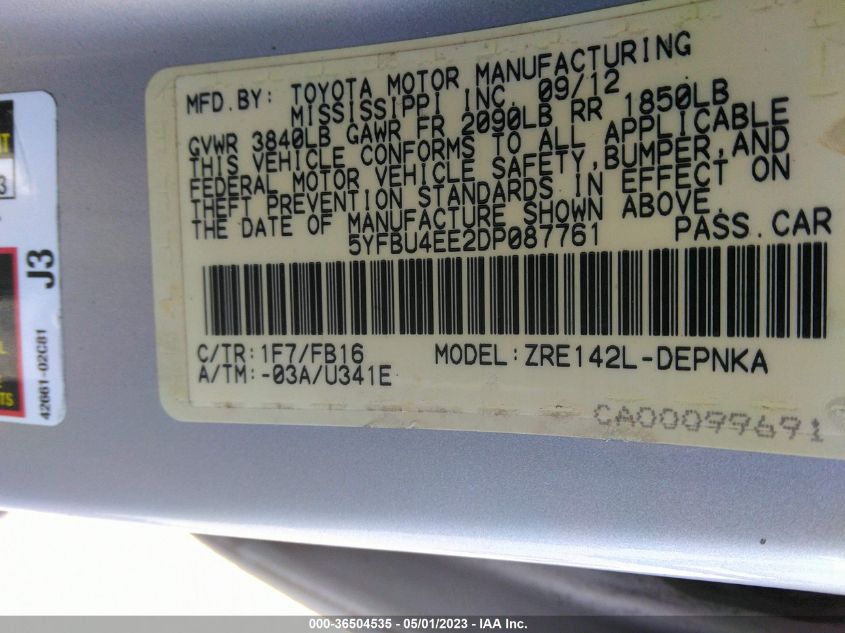 MFD.BY: TOYOTA MOTOR MANUFACTURING
MISSISSIPPI INC. 09/12
GVWR 3840LB GAWR FR 2090LB RR 1850LB
THIS VEHICLE CONFORMS TO ALL APPLICABLE
FEDERAL MOTOR VEHICLE SAFETY,BUMPER,AND
THEFT PREVENTION STANDARDS IN EFFECT ON
THE DATE OF MANUFACTURE SHOWN ABOVE.
5YFBU4EE2DP087761 PASS.CAR
C/TR:1F7/FB16 MODEL:ZRE142L-DEPNKA
A/TM:-03A/U341E
CA00099691
J3
42661-02C81
000-36504535 - 05/01/2023 - IAA Inc.